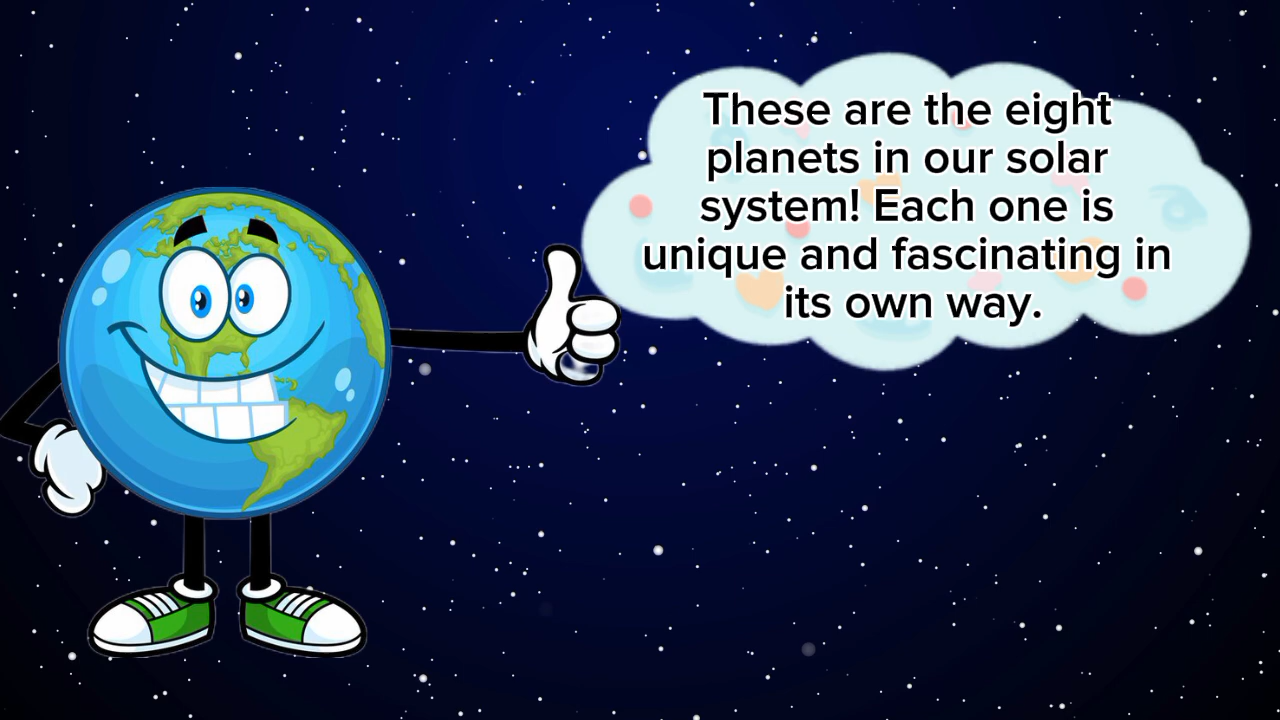 These are the eight
planets in our solar
system! Each one is
unique and fascinating in
its own way.